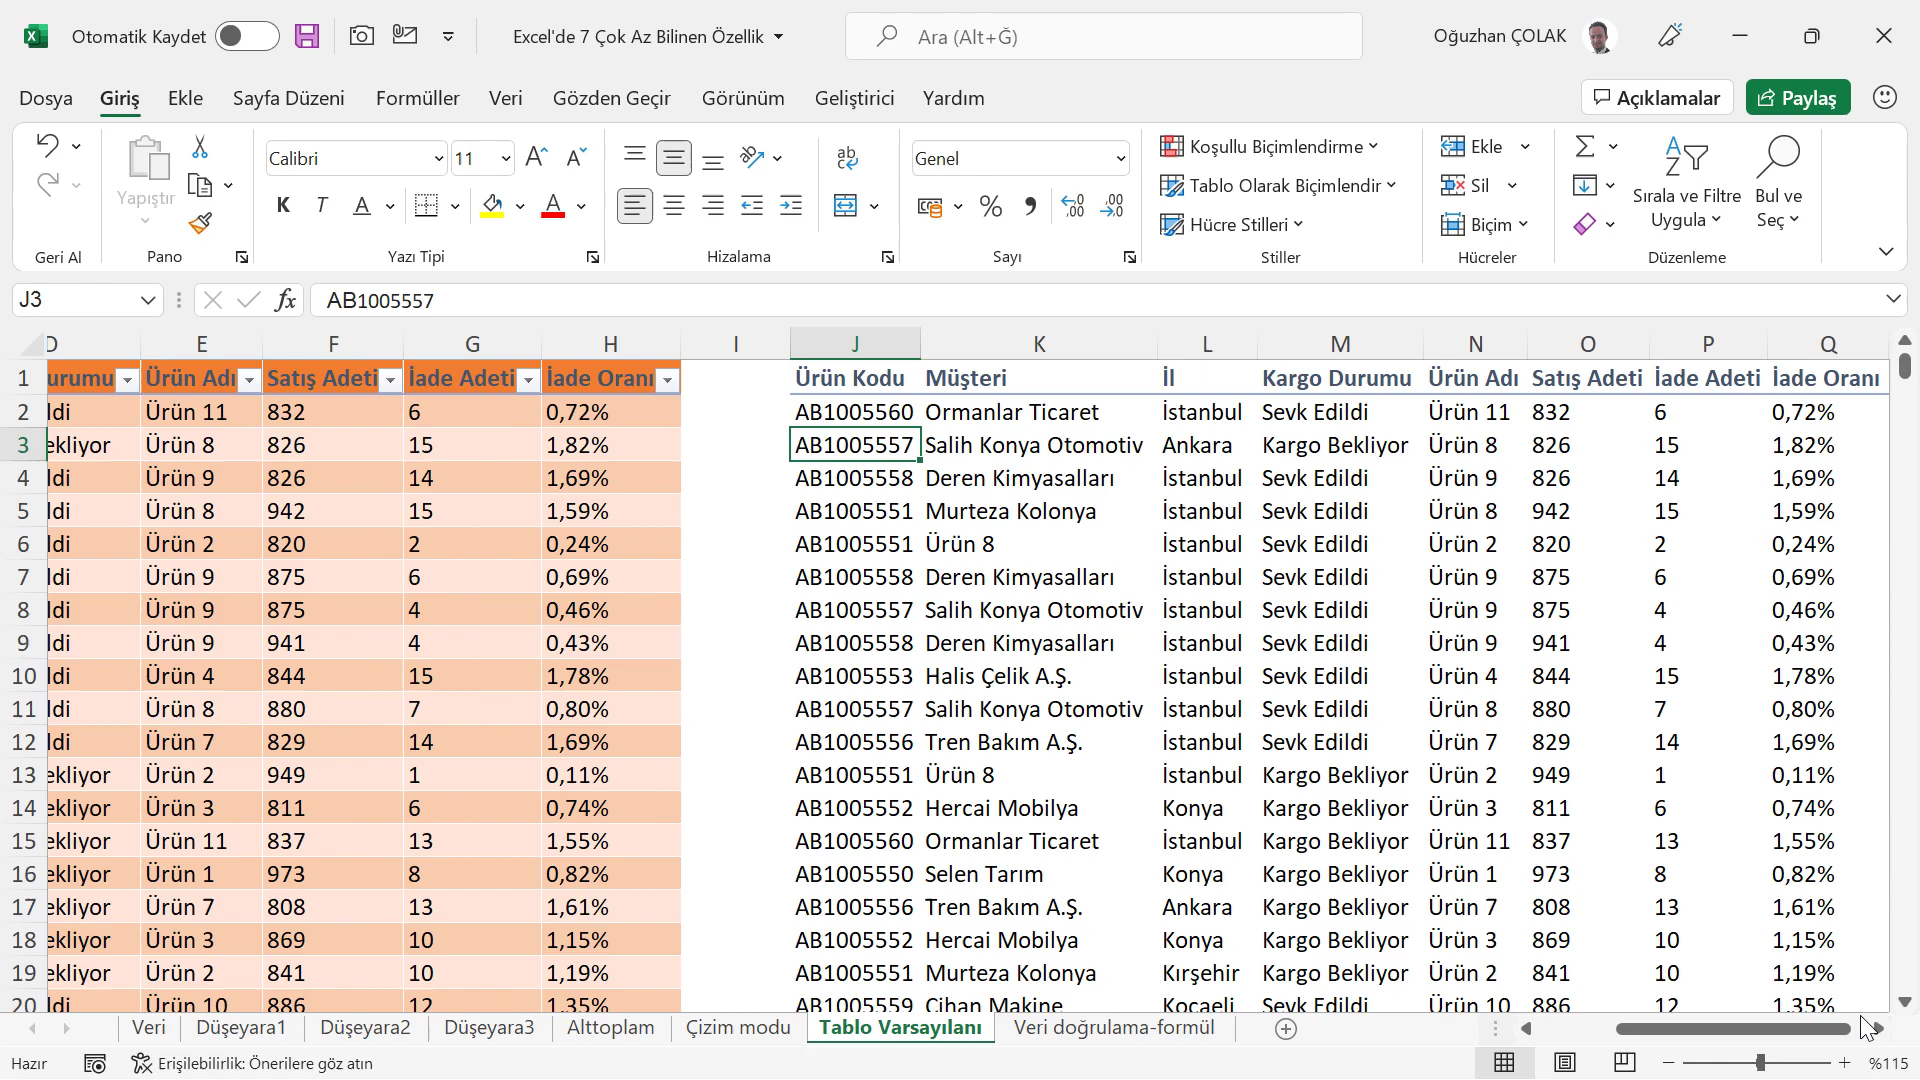 Otomatik Kaydet Excel'de 7 Çok Az Bilinen Özellik Ara (Alt+Ğ) Oğuzhan ÇOLAK
Dosya Giriş Ekle Sayfa Düzeni Formüller Veri Gözden Geçir Görünüm Geliştirici Yardım Açıklamalar Paylaş
Yapıştır Calibri 11 Genel Koşullu Biçimlendirme Ekle
K T A A ab % Tablo Olarak Biçimlendir Sil Sırala ve Filtre Uygula Bul ve Seç
Hücre Stilleri Biçim
Geri Al Pano Yazı Tipi Hizalama Sayı Stiller Hücreler Düzenleme
J3 fx AB1005557
D E F G H I J K L M N O P Q
1 urumu Ürün Adı Satış Adeti İade Adeti İade Oranı Ürün Kodu Müşteri İl Kargo Durumu Ürün Adı Satış Adeti İade Adeti İade Oranı
2 ldi Ürün 11 832 6 0,72% AB1005560 Ormanlar Ticaret İstanbul Sevk Edildi Ürün 11 832 6 0,72%
3 ekliyor Ürün 8 826 15 1,82% AB1005557 Salih Konya Otomotiv Ankara Kargo Bekliyor Ürün 8 826 15 1,82%
4 ldi Ürün 9 826 14 1,69% AB1005558 Deren Kimyasalları İstanbul Sevk Edildi Ürün 9 826 14 1,69%
5 ldi Ürün 8 942 15 1,59% AB1005551 Murteza Kolonya İstanbul Sevk Edildi Ürün 8 942 15 1,59%
6 ldi Ürün 2 820 2 0,24% AB1005551 Ürün 8 İstanbul Sevk Edildi Ürün 2 820 2 0,24%
7 ldi Ürün 9 875 6 0,69% AB1005558 Deren Kimyasalları İstanbul Sevk Edildi Ürün 9 875 6 0,69%
8 ldi Ürün 9 875 4 0,46% AB1005557 Salih Konya Otomotiv İstanbul Sevk Edildi Ürün 9 875 4 0,46%
9 ldi Ürün 9 941 4 0,43% AB1005558 Deren Kimyasalları İstanbul Sevk Edildi Ürün 9 941 4 0,43%
10 ldi Ürün 4 844 15 1,78% AB1005553 Halis Çelik A.Ş. İstanbul Sevk Edildi Ürün 4 844 15 1,78%
11 ldi Ürün 8 880 7 0,80% AB1005557 Salih Konya Otomotiv İstanbul Sevk Edildi Ürün 8 880 7 0,80%
12 ldi Ürün 7 829 14 1,69% AB1005556 Tren Bakım A.Ş. İstanbul Sevk Edildi Ürün 7 829 14 1,69%
13 ekliyor Ürün 2 949 1 0,11% AB1005551 Ürün 8 İstanbul Kargo Bekliyor Ürün 2 949 1 0,11%
14 ekliyor Ürün 3 811 6 0,74% AB1005552 Hercai Mobilya Konya Kargo Bekliyor Ürün 3 811 6 0,74%
15 ekliyor Ürün 11 837 13 1,55% AB1005560 Ormanlar Ticaret İstanbul Kargo Bekliyor Ürün 11 837 13 1,55%
16 ekliyor Ürün 1 973 8 0,82% AB1005550 Selen Tarım Konya Kargo Bekliyor Ürün 1 973 8 0,82%
17 ekliyor Ürün 7 808 13 1,61% AB1005556 Tren Bakım A.Ş. Ankara Kargo Bekliyor Ürün 7 808 13 1,61%
18 ekliyor Ürün 3 869 10 1,15% AB1005552 Hercai Mobilya Konya Kargo Bekliyor Ürün 3 869 10 1,15%
19 ekliyor Ürün 2 841 10 1,19% AB1005551 Murteza Kolonya Kırşehir Kargo Bekliyor Ürün 2 841 10 1,19%
20 ldi Ürün 10 886 12 1,35% AB1005559 Cihan Makine Kocaeli Sevk Edildi Ürün 10 886 12 1,35%
Veri Düşeyara1 Düşeyara2 Düşeyara3 Alttoplam Çizim modu Tablo Varsayılanı Veri doğrulama-formül
Hazır Erişilebilirlik: Önerilere göz atın %115